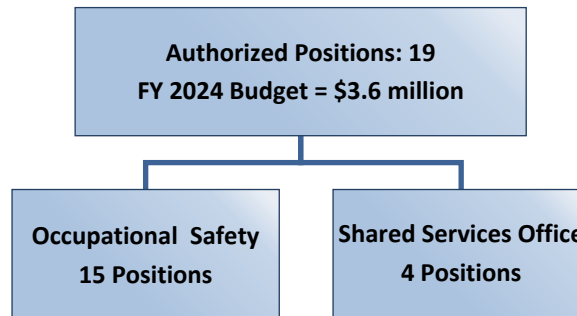 Authorized Positions: 19
FY 2024 Budget = $3.6 million
Occupational Safety
15 Positions
Shared Services Office
4 Positions